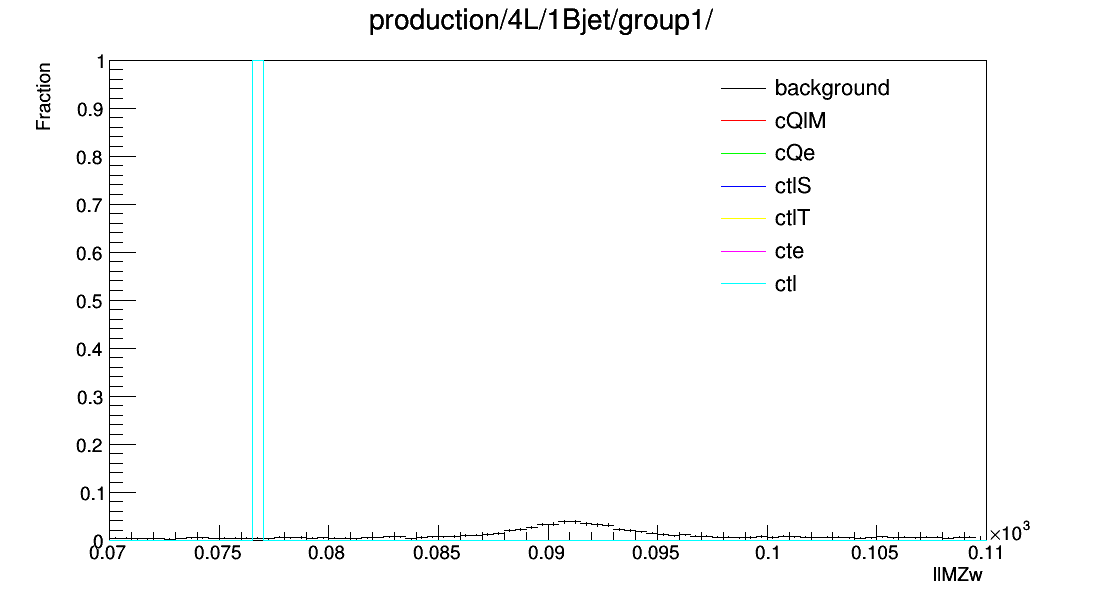 production/4L/1Bjet/group1/
Fraction
1
0.9
0.8
0.7
0.6
0.5
0.4
0.3
0.2
0.1
0
background
cQlM
cQe
ctlS
ctlT
cte
ctl
0.07 0.075 0.08 0.085 0.09 0.095 0.1 0.105 0.11
×10³
llMZw